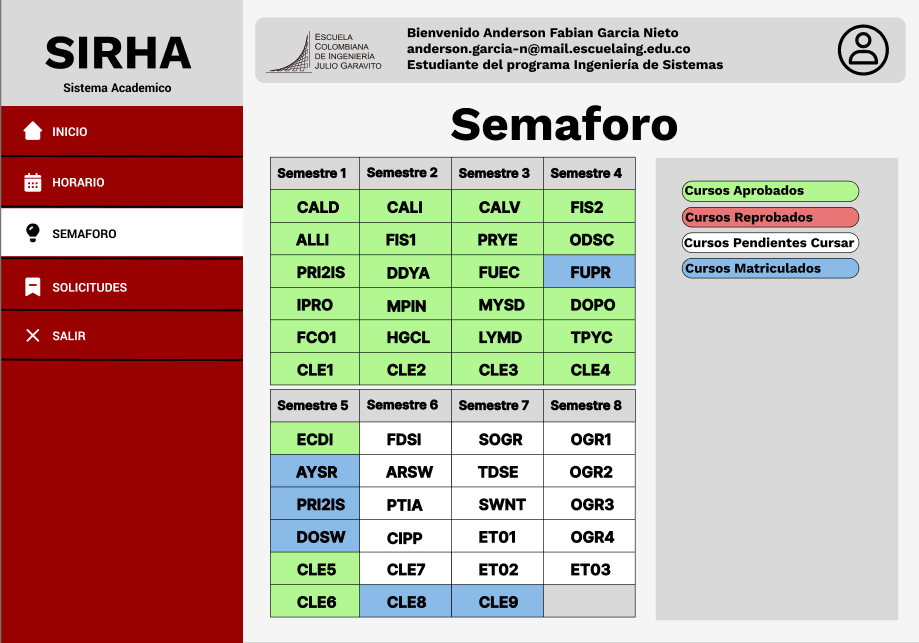 SIRHA
Sistema Academico
INICIO
HORARIO
SEMAFORO
SOLICITUDES
SALIR
ESCUELA
COLOMBIANA
DE INGENIERÍA
JULIO GARAVITO
Bienvenido Anderson Fabian Garcia Nieto
anderson.garcia-n@mail.escuelaing.edu.co
Estudiante del programa Ingeniería de Sistemas
Semaforo
Semestre 1 Semestre 2 Semestre 3 Semestre 4
CALD CALI CALV FIS2
ALLI FIS1 PRYE ODSC
PRI2IS DDYA FUEC FUPR
IPRO MPIN MYSD DOPO
FCO1 HGCL LYMD TPYC
CLE1 CLE2 CLE3 CLE4
Semestre 5 Semestre 6 Semestre 7 Semestre 8
ECDI FDSI SOGR OGR1
AYSR ARSW TDSE OGR2
PRI2IS PTIA SWNT OGR3
DOSW CIPP ET01 OGR4
CLE5 CLE7 ET02 ET03
CLE6 CLE8 CLE9
Cursos Aprobados
Cursos Reprobados
Cursos Pendientes Cursar
Cursos Matriculados